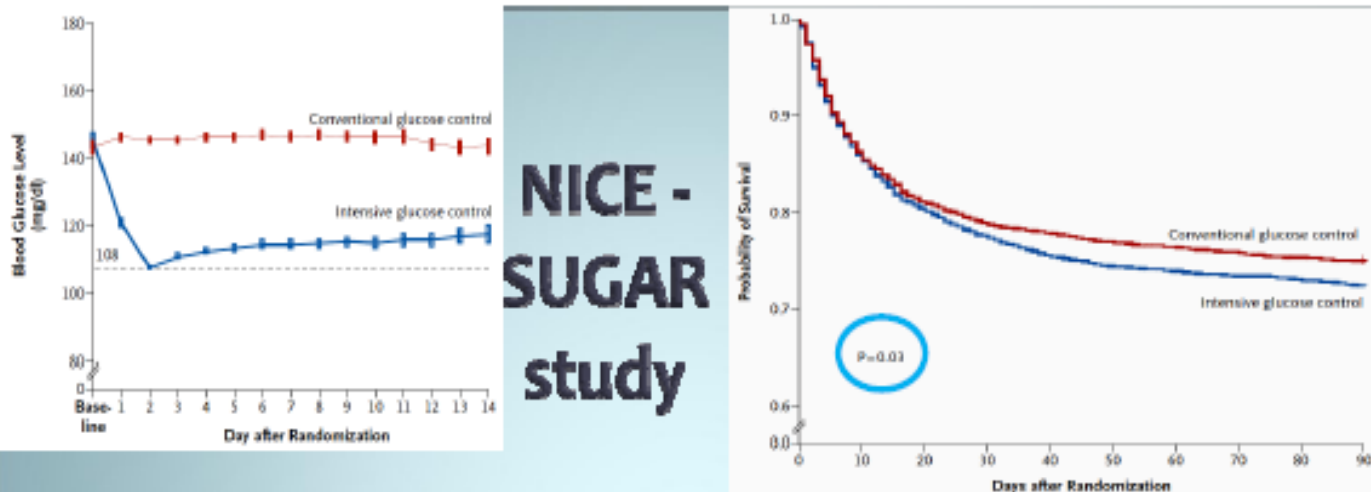 180
160
140
120
100
80
0
Blood Glucose Level
(mg/dl)
Conventional glucose control
Intensive glucose control
108
Base-
line
1 2 3 4 5 6 7 8 9 10 11 12 13 14
Day after Randomization
NICE -
SUGAR
study
1.0
0.9
0.8
0.7
0.6
0.0
Probability of Survival
Conventional glucose control
Intensive glucose control
P=0.03
0 10 20 30 40 50 60 70 80 90
Days after Randomization